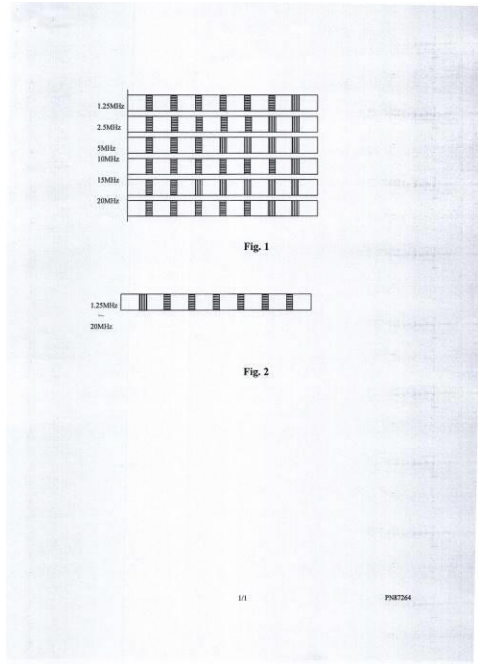 1.25MHz
2.5MHz
5MHz
10MHz
15MHz
20MHz
Fig. 1
1.25MHz
...
20MHz
Fig. 2
1/1 PN87264